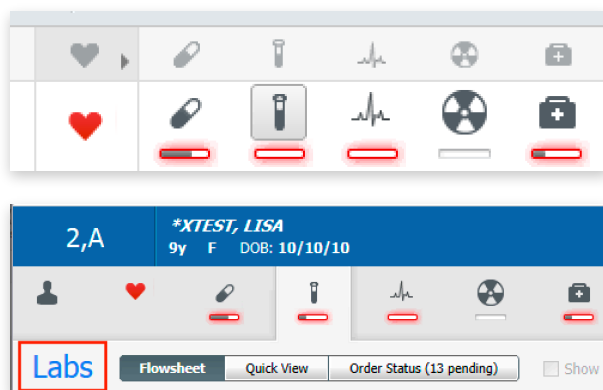 2,A
*XTEST, LISA
9y F DOB: 10/10/10
Labs Flowsheet Quick View Order Status (13 pending) Show